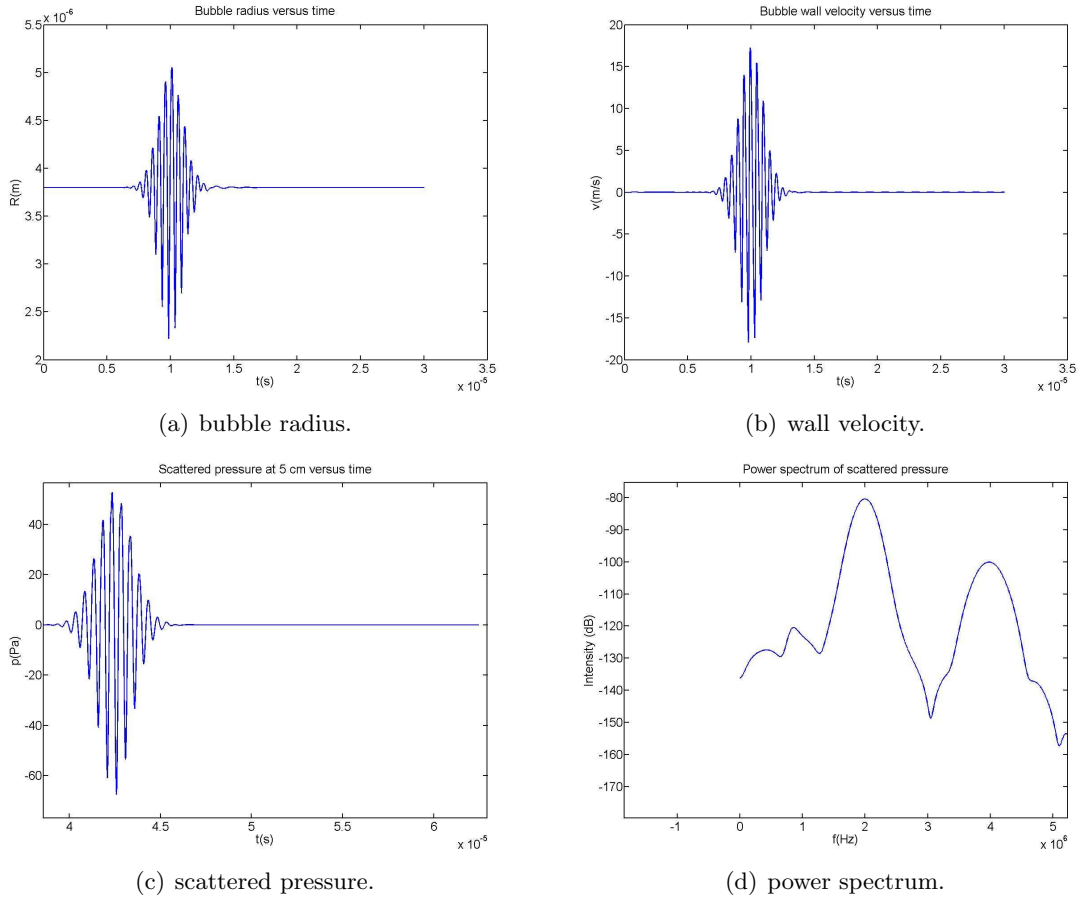 Bubble radius versus time
x 10⁻⁶
5.5
5
4.5
4
3.5
3
2.5
2
R(m)
0 0.5 1 1.5 2 2.5 3 3.5
t(s)
x 10⁻⁵
(a) bubble radius.
Bubble wall velocity versus time
20
15
10
5
0
-5
-10
-15
-20
v(m/s)
0 0.5 1 1.5 2 2.5 3 3.5
t(s)
x 10⁻⁵
(b) wall velocity.
Scattered pressure at 5 cm versus time
40
20
0
-20
-40
-60
p(Pa)
4 4.5 5 5.5 6
t(s)
x 10⁻⁵
(c) scattered pressure.
Power spectrum of scattered pressure
-80
-90
-100
-110
-120
-130
-140
-150
-160
-170
Intensity (dB)
-1 0 1 2 3 4 5
f(Hz)
x 10⁶
(d) power spectrum.